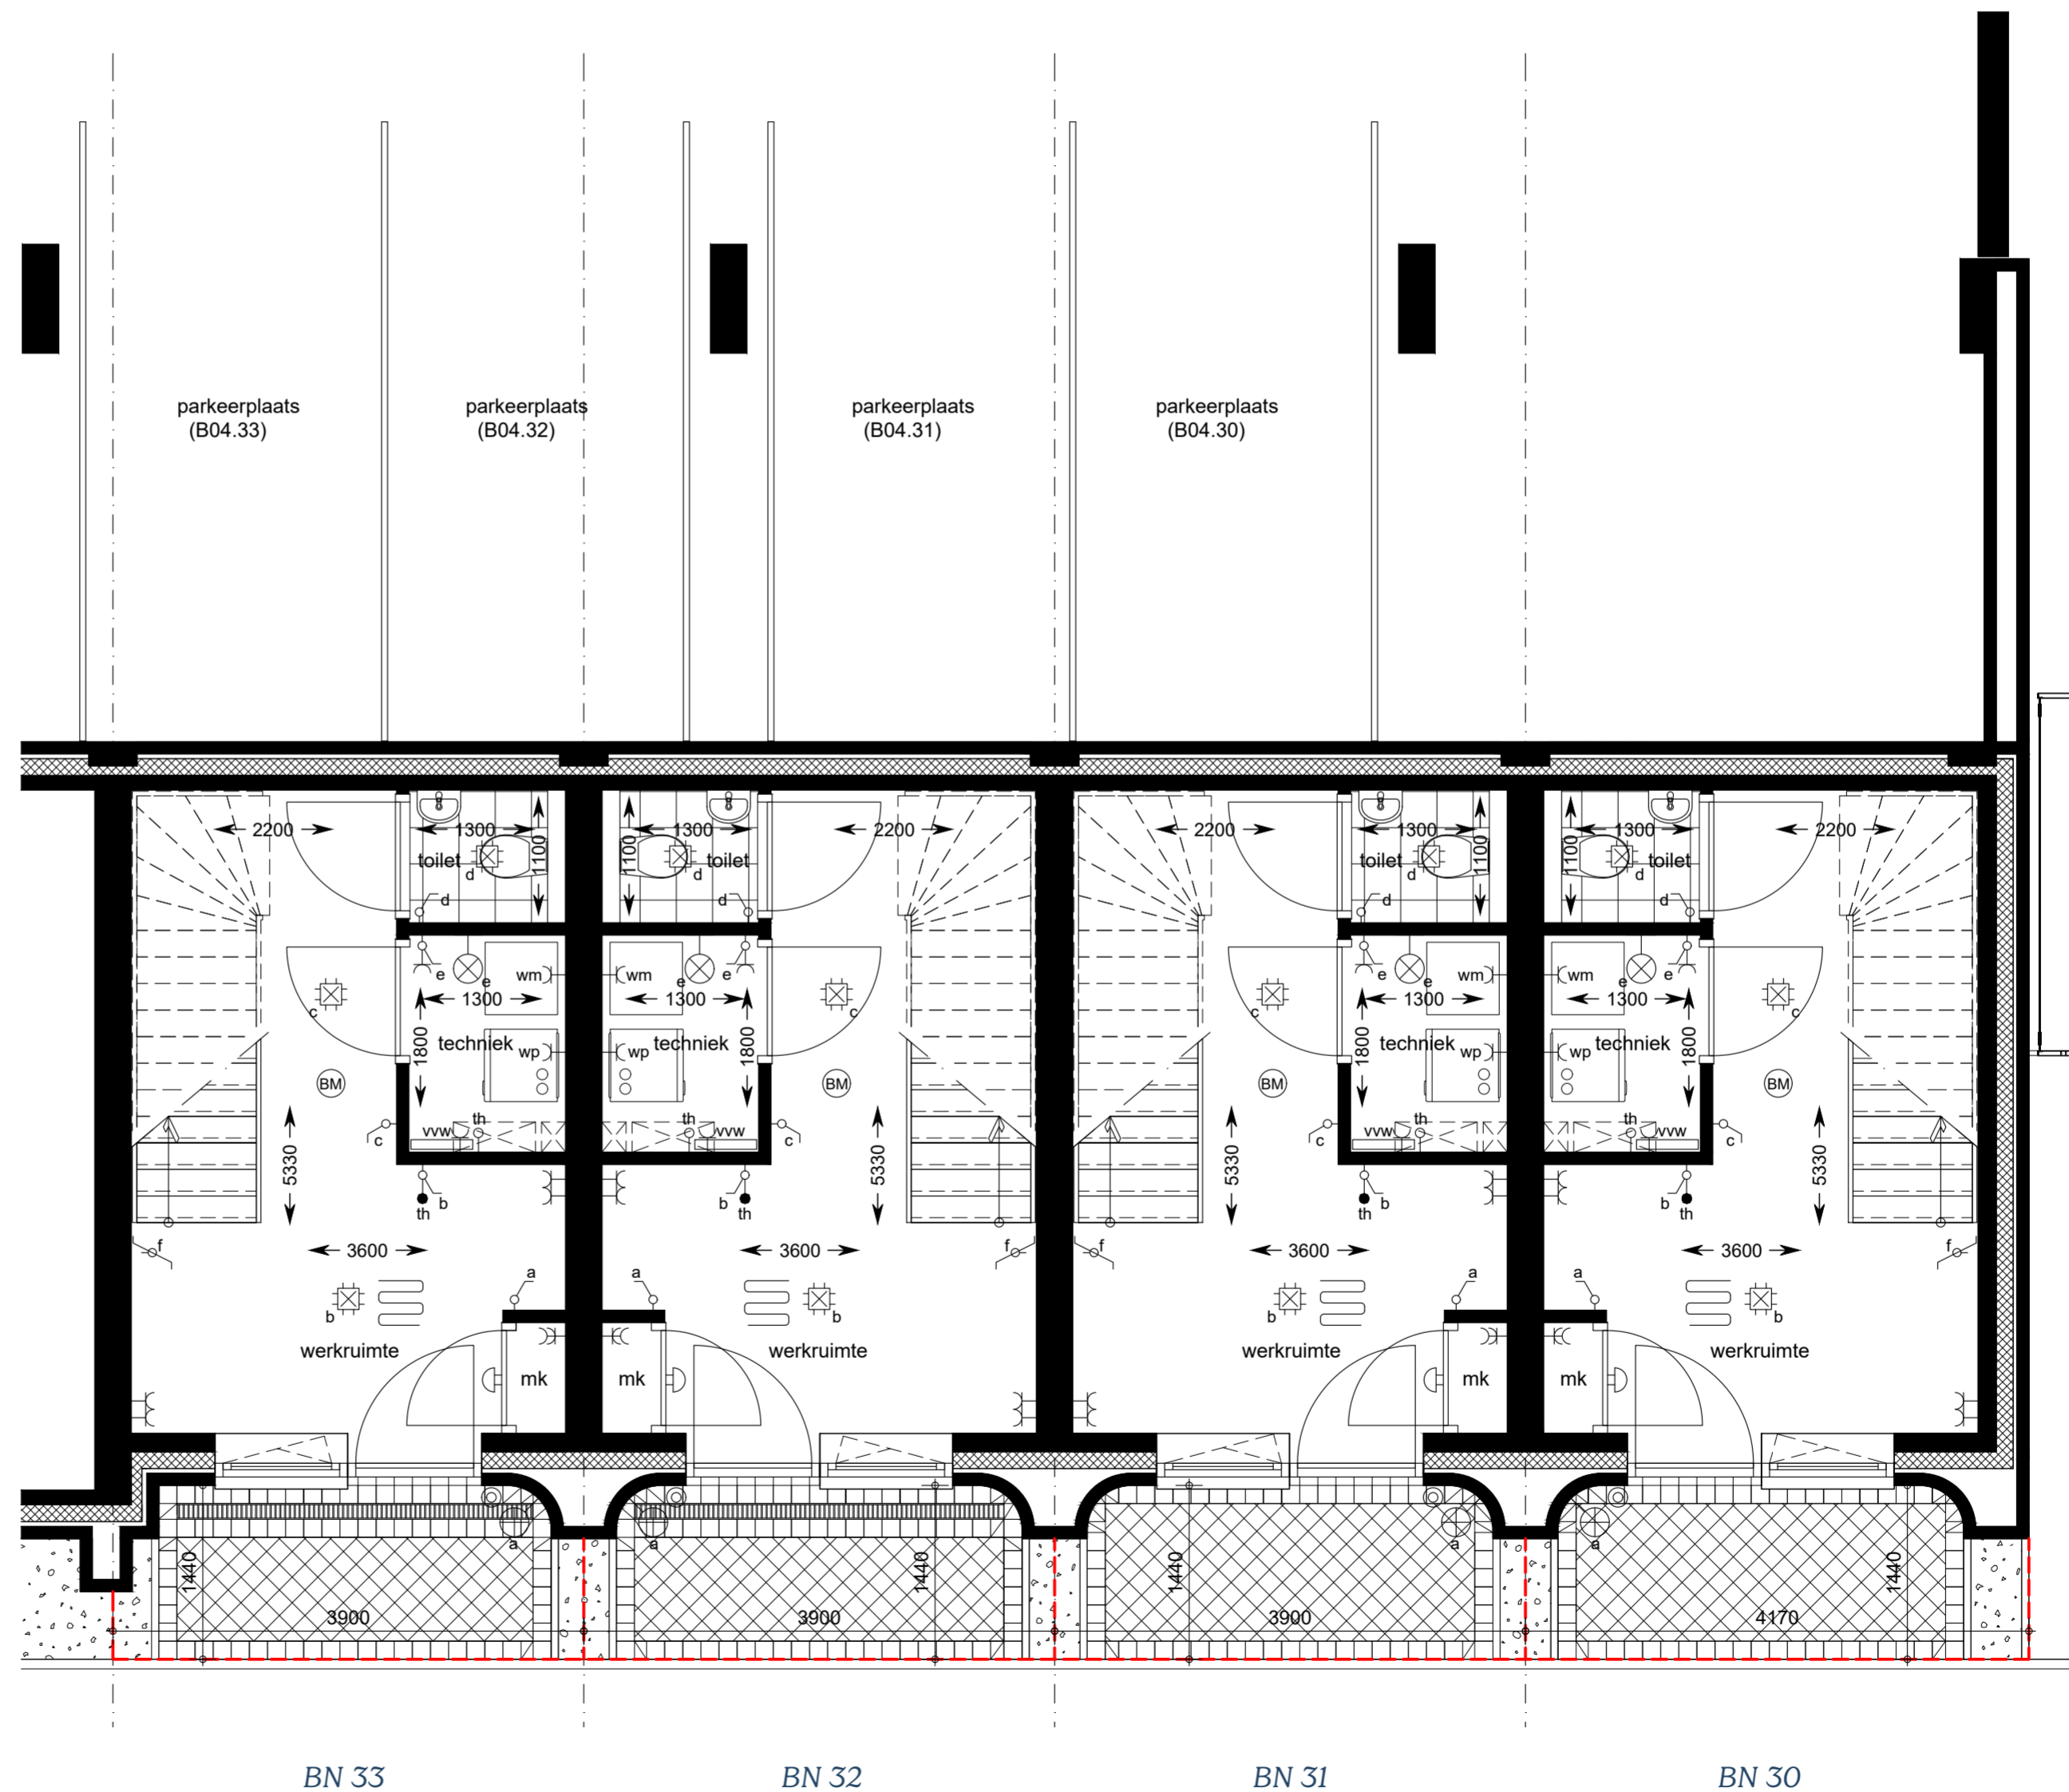 parkeerplaats parkeerplaats parkeerplaats parkeerplaats
(B04.33) (B04.32) (B04.31) (B04.30)
2200 1300 1300 2200 2200 1300 1300 2200
1100 1100 1100 1100
toilet toilet toilet toilet
d d d d
d d d d
e e wm wm e e e e wm wm e e
c 1300 1300 c c 1300 1300 c
1800 techniek wp wp techniek 1800 1800 techniek wp wp techniek 1800
BM BM BM BM
c vvw th th vvw c c vvw th th vvw c
5330 5330 5330 5330
b b b b
th th th th
f 3600 3600 f f 3600 3600 f
a a a a
b b b b
werkruimte werkruimte werkruimte werkruimte
mk mk mk mk
a a a a
1440 1440 1440 1440
3900 3900 3900 4170
BN 33 BN 32 BN 31 BN 30